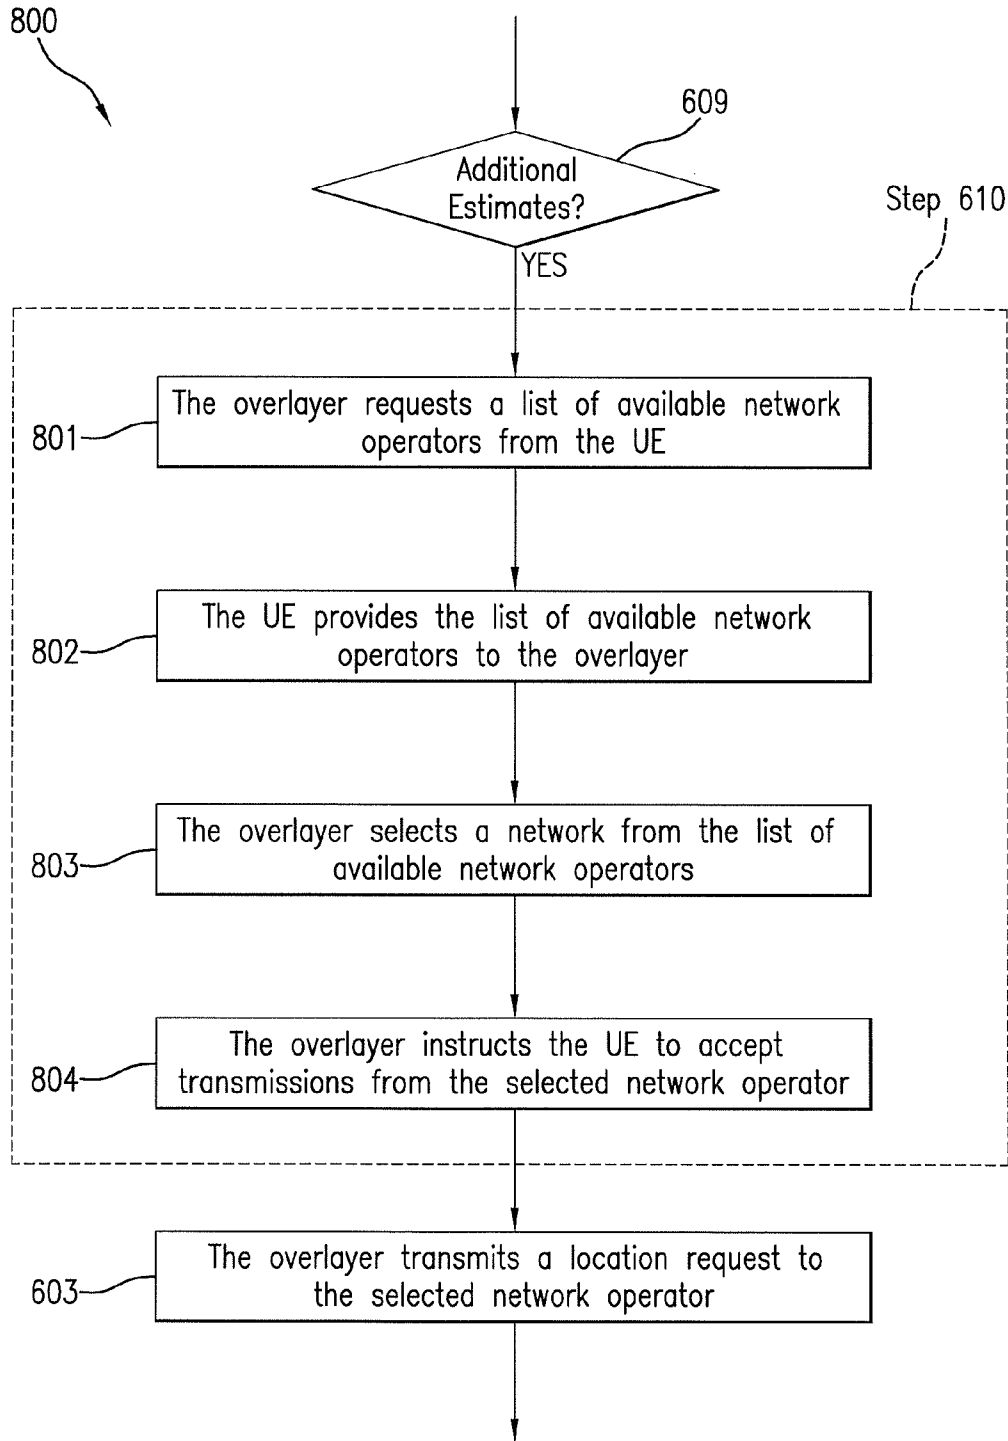 800
609
Additional
Estimates?
Step 610
YES
801
The overlayer requests a list of available network
operators from the UE
802
The UE provides the list of available network
operators to the overlayer
803
The overlayer selects a network from the list of
available network operators
804
The overlayer instructs the UE to accept
transmissions from the selected network operator
603
The overlayer transmits a location request to
the selected network operator